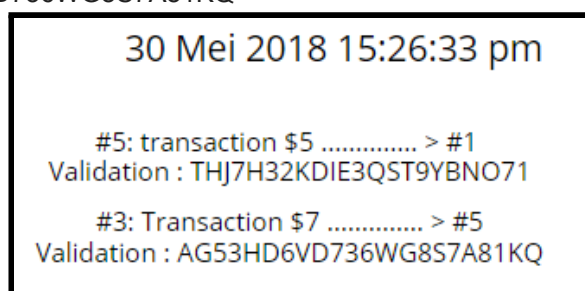 30 Mei 2018 15:26:33 pm
#5: transaction $5 .............. > #1
Validation : THJ7H32KDIE3QST9YBNO71
#3: Transaction $7 .............. > #5
Validation : AG53HD6VD736WG8S7A81KQ